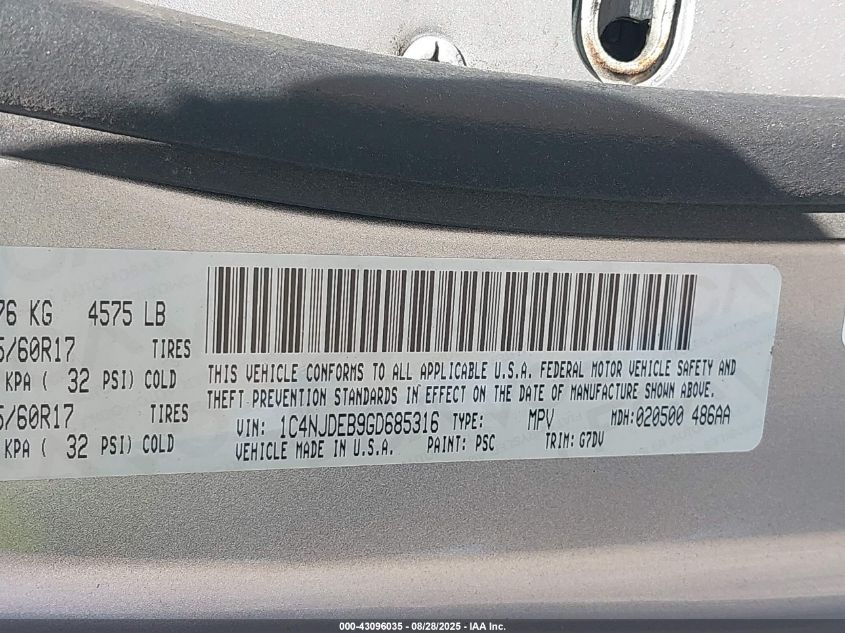 76 KG 4575 LB
5/60R17 TIRES
KPA ( 32 PSI) COLD
5/60R17 TIRES
KPA ( 32 PSI) COLD
THIS VEHICLE CONFORMS TO ALL APPLICABLE U.S.A. FEDERAL MOTOR VEHICLE SAFETY AND
THEFT PREVENTION STANDARDS IN EFFECT ON THE DATE OF MANUFACTURE SHOWN ABOVE.
VIN: 1C4NJDEB9GD685316 TYPE: MPV MDH:020500 486AA
VEHICLE MADE IN U.S.A. PAINT: PSC TRIM: G7DV
000-43096035 - 08/28/2025 - IAA Inc.